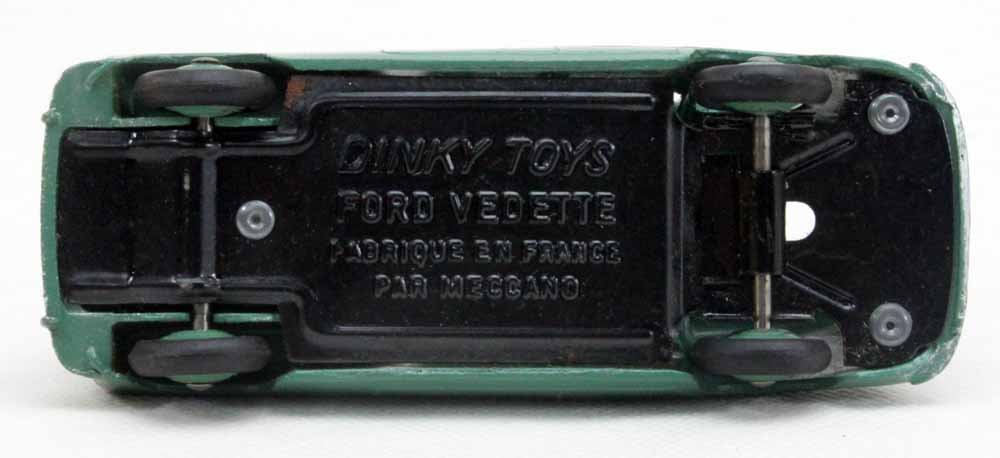 DINKY TOYS
FORD VEDETTE
FABRIQUE EN FRANCE
PAR MECCANO